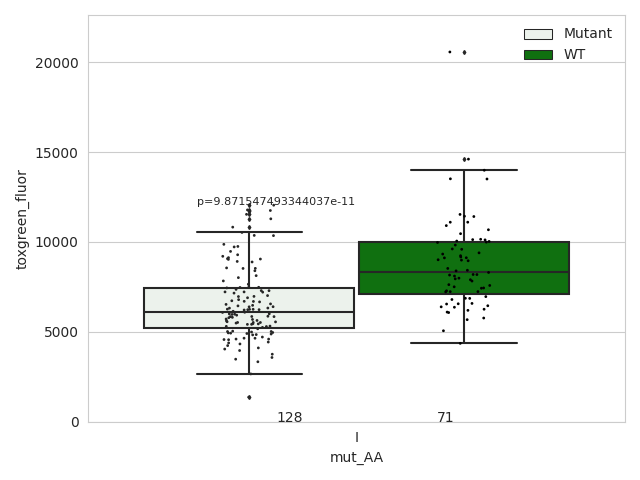 Mutant
WT
20000
15000
p=9.871547493344037e-11
10000
5000
0
128 71
I
mut_AA
toxgreen_fluor